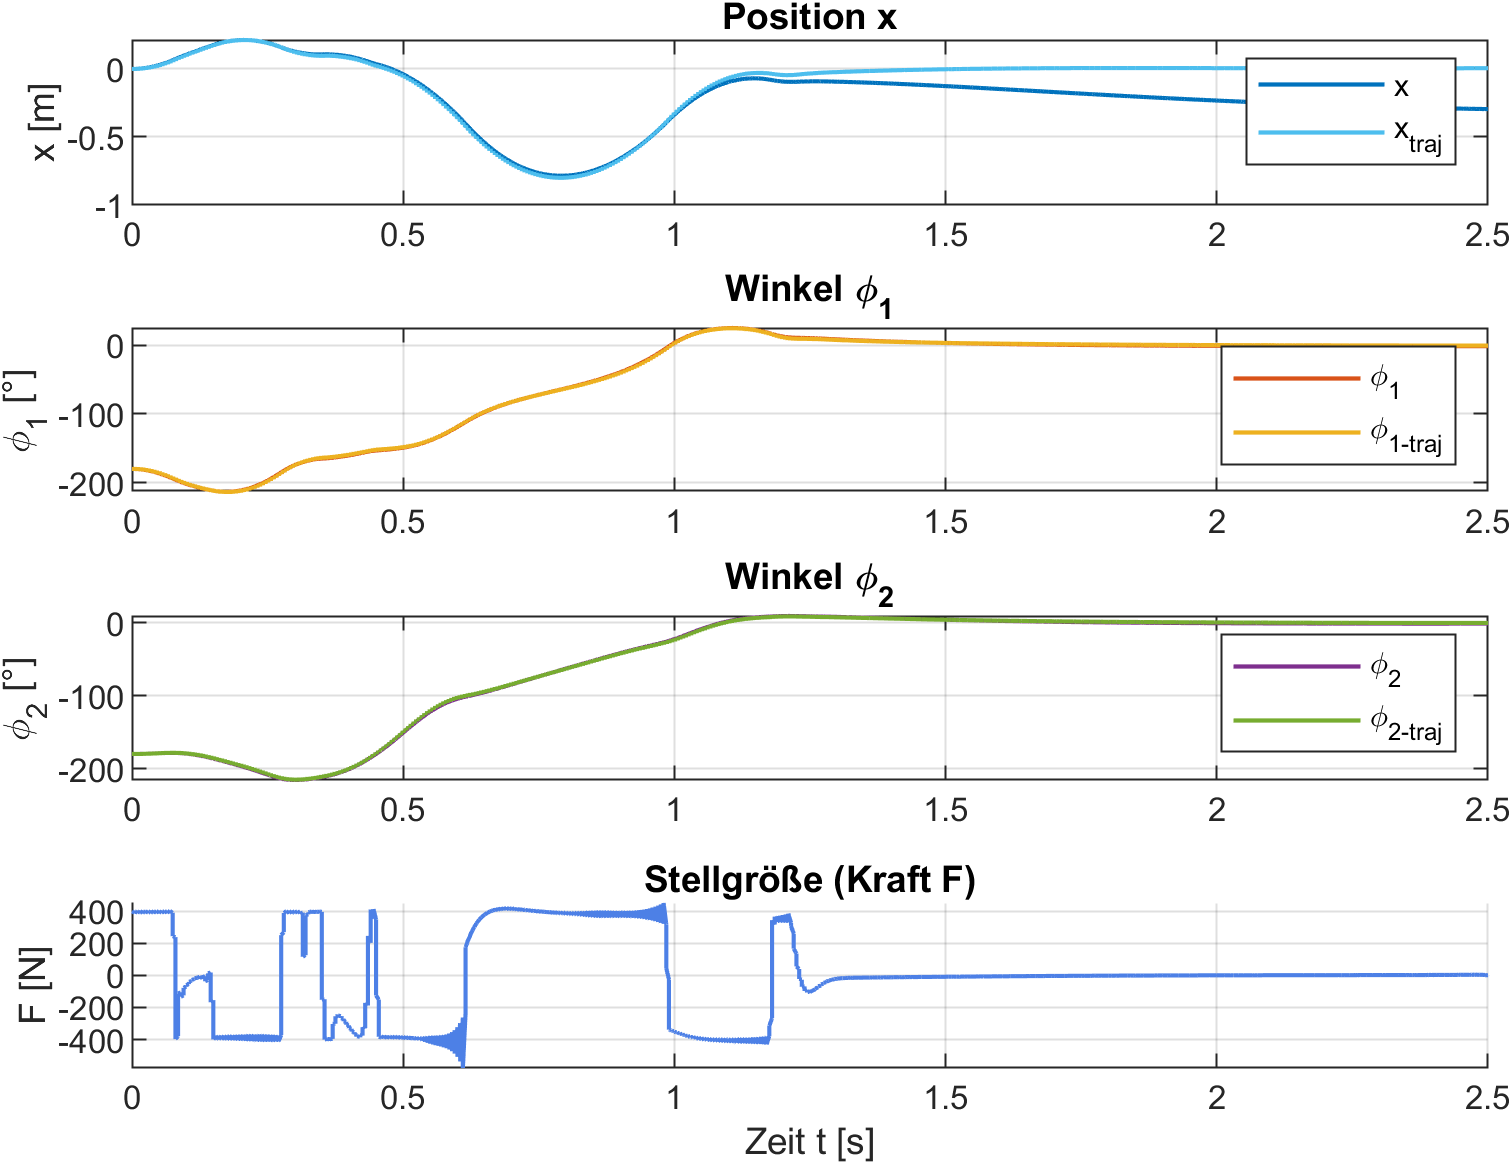 Position x
x [m]
0
-0.5
-1
x
x_traj
0 0.5 1 1.5 2 2.5
Winkel ϕ_1
ϕ_1 [°]
0
-100
-200
ϕ_1
ϕ_1-traj
0 0.5 1 1.5 2 2.5
Winkel ϕ_2
ϕ_2 [°]
0
-100
-200
ϕ_2
ϕ_2-traj
0 0.5 1 1.5 2 2.5
Stellgröße (Kraft F)
F [N]
400
200
0
-200
-400
0 0.5 1 1.5 2 2.5
Zeit t [s]